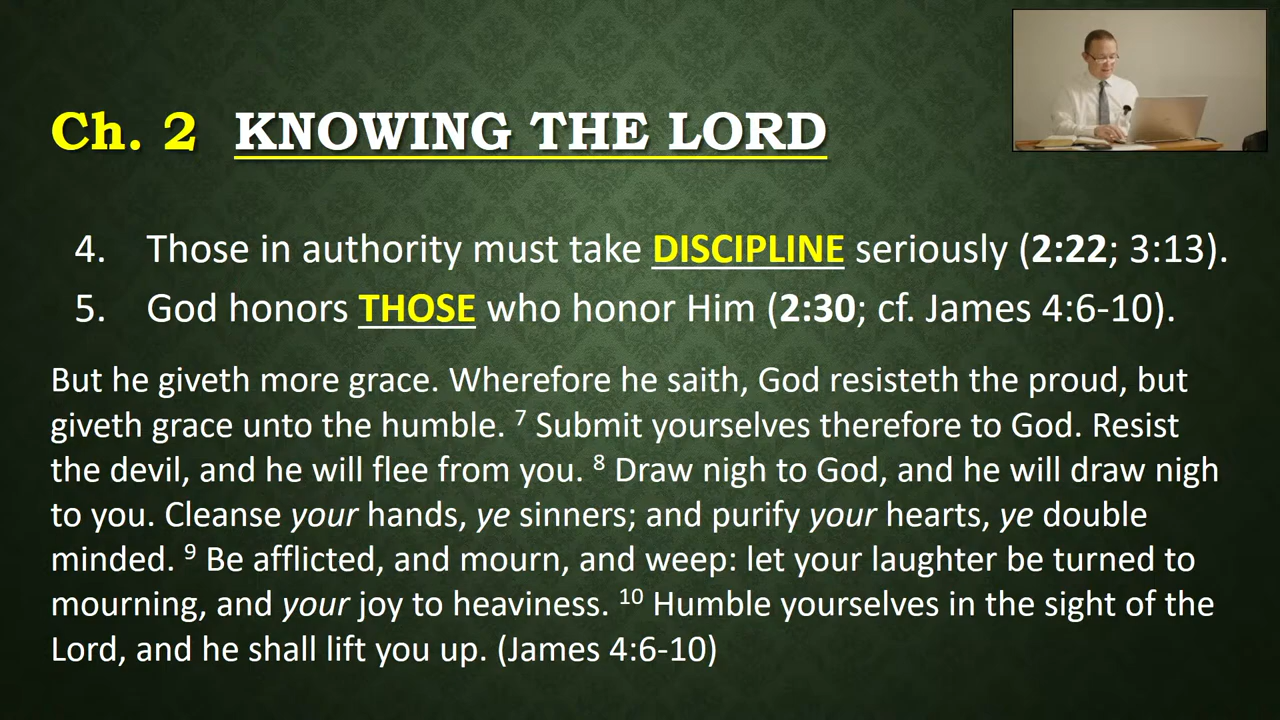 Ch. 2 KNOWING THE LORD
4. Those in authority must take DISCIPLINE seriously (2:22; 3:13).
5. God honors THOSE who honor Him (2:30; cf. James 4:6-10).
But he giveth more grace. Wherefore he saith, God resisteth the proud, but
giveth grace unto the humble. 7 Submit yourselves therefore to God. Resist
the devil, and he will flee from you. 8 Draw nigh to God, and he will draw nigh
to you. Cleanse your hands, ye sinners; and purify your hearts, ye double
minded. 9 Be afflicted, and mourn, and weep: let your laughter be turned to
mourning, and your joy to heaviness. 10 Humble yourselves in the sight of the
Lord, and he shall lift you up. (James 4:6-10)